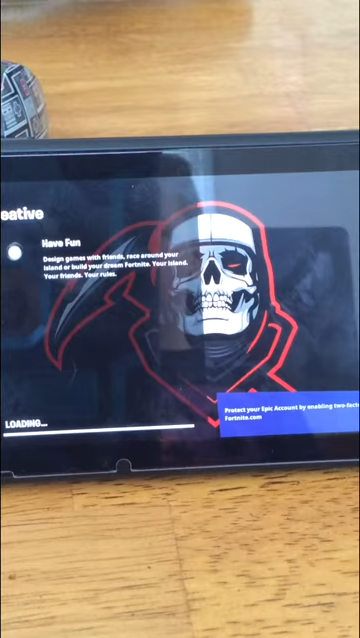 eative
Have Fun
Design games with friends, race around your
island or build your dream Fortnite. Your island.
Your friends. Your rules.
LOADING...
Protect your Epic Account by enabling two-fact
Fortnite.com